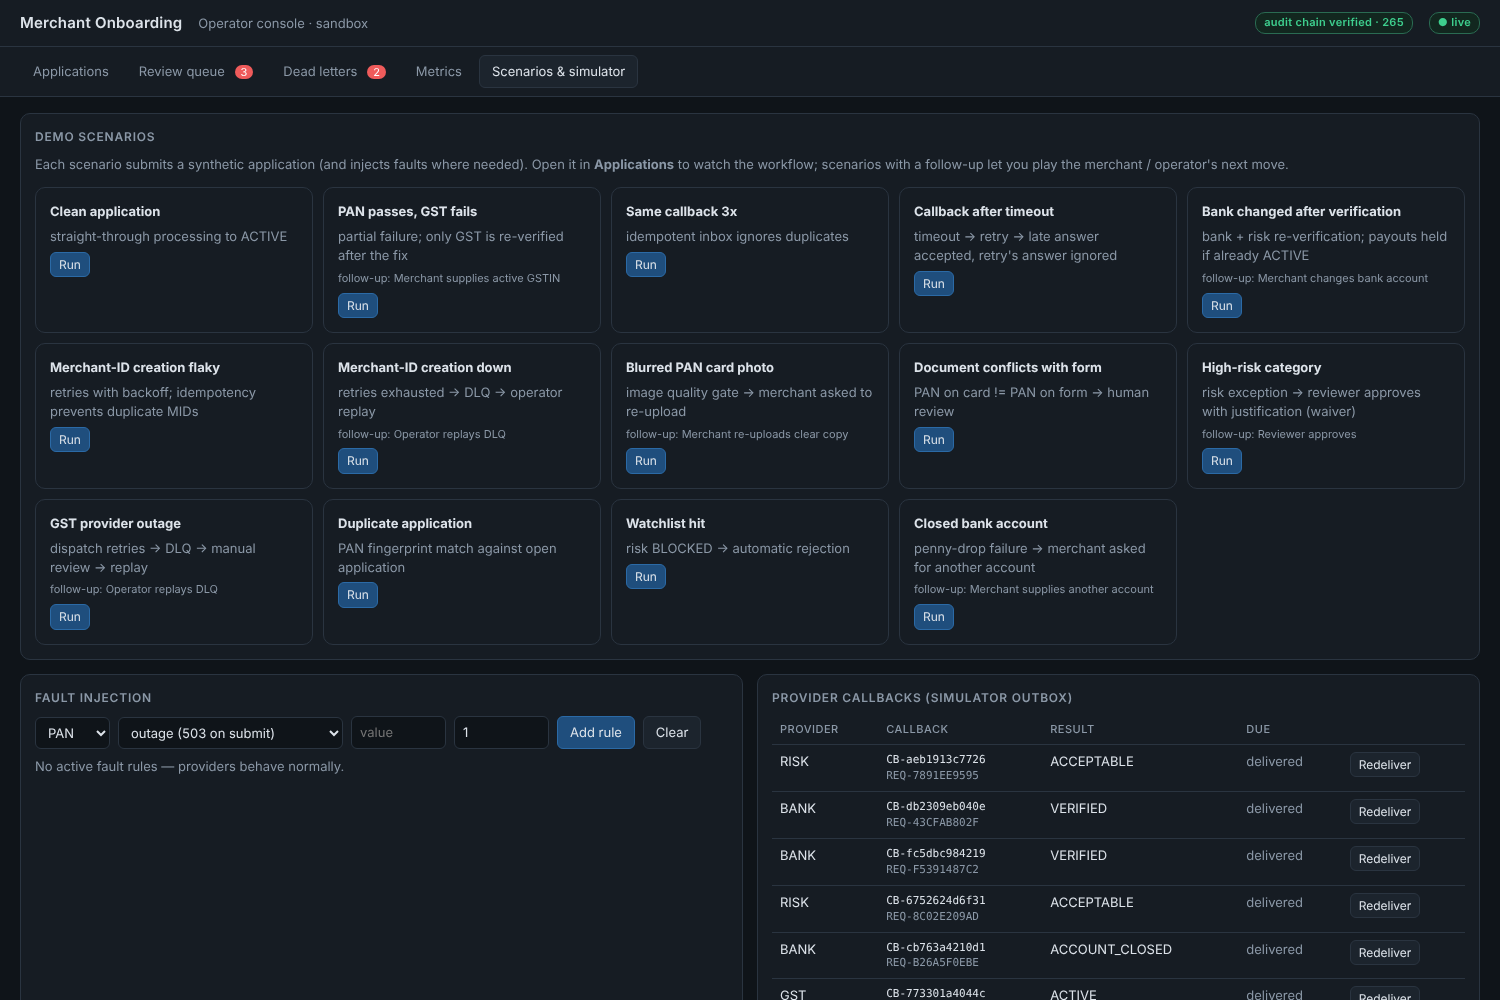 Merchant Onboarding Operator console · sandbox audit chain verified · 265 live
Applications Review queue 3 Dead letters 2 Metrics Scenarios & simulator
DEMO SCENARIOS
Each scenario submits a synthetic application (and injects faults where needed). Open it in Applications to watch the workflow; scenarios with a follow-up let you play the merchant / operator's next move.
Clean application
straight-through processing to ACTIVE
Run
PAN passes, GST fails
partial failure; only GST is re-verified
after the fix
follow-up: Merchant supplies active GSTIN
Run
Same callback 3x
idempotent inbox ignores duplicates
Run
Callback after timeout
timeout → retry → late answer
accepted, retry's answer ignored
Run
Bank changed after verification
bank + risk re-verification; payouts held
if already ACTIVE
follow-up: Merchant changes bank account
Run
Merchant-ID creation flaky
retries with backoff; idempotency
prevents duplicate MIDs
Run
Merchant-ID creation down
retries exhausted → DLQ → operator
replay
follow-up: Operator replays DLQ
Run
Blurred PAN card photo
image quality gate → merchant asked to
re-upload
follow-up: Merchant re-uploads clear copy
Run
Document conflicts with form
PAN on card != PAN on form → human
review
Run
High-risk category
risk exception → reviewer approves
with justification (waiver)
follow-up: Reviewer approves
Run
GST provider outage
dispatch retries → DLQ → manual
review → replay
follow-up: Operator replays DLQ
Run
Duplicate application
PAN fingerprint match against open
application
Run
Watchlist hit
risk BLOCKED → automatic rejection
Run
Closed bank account
penny-drop failure → merchant asked
for another account
follow-up: Merchant supplies another account
Run
FAULT INJECTION
PAN outage (503 on submit) value 1 Add rule Clear
No active fault rules — providers behave normally.
PROVIDER CALLBACKS (SIMULATOR OUTBOX)
PROVIDER CALLBACK RESULT DUE
RISK CB-aeb1913c7726 ACCEPTABLE delivered Redeliver
REQ-7891EE9595
BANK CB-db2309eb040e VERIFIED delivered Redeliver
REQ-43CFAB802F
BANK CB-fc5dbc984219 VERIFIED delivered Redeliver
REQ-F5391487C2
RISK CB-6752624d6f31 ACCEPTABLE delivered Redeliver
REQ-8C02E209AD
BANK CB-cb763a4210d1 ACCOUNT_CLOSED delivered Redeliver
REQ-B26A5F0EBE
GST CB-773301a4044c ACTIVE delivered Redeliver